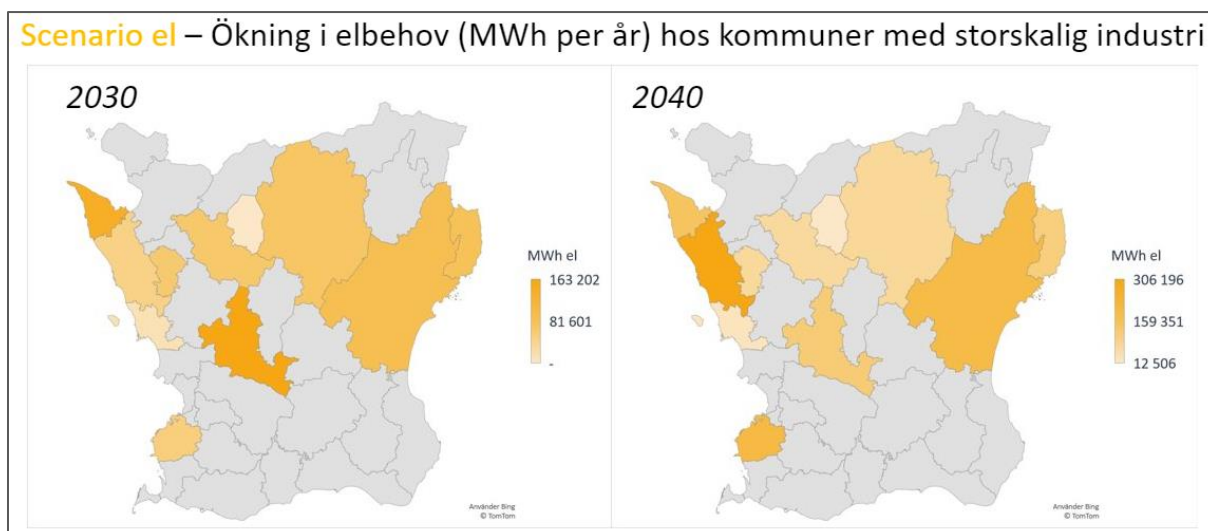 Scenario el – Ökning i elbehov (MWh per år) hos kommuner med storskalig industri
2030
MWh el
163 202
81 601
-
Använder Bing
© TomTom
2040
MWh el
306 196
159 351
12 506
Använder Bing
© TomTom